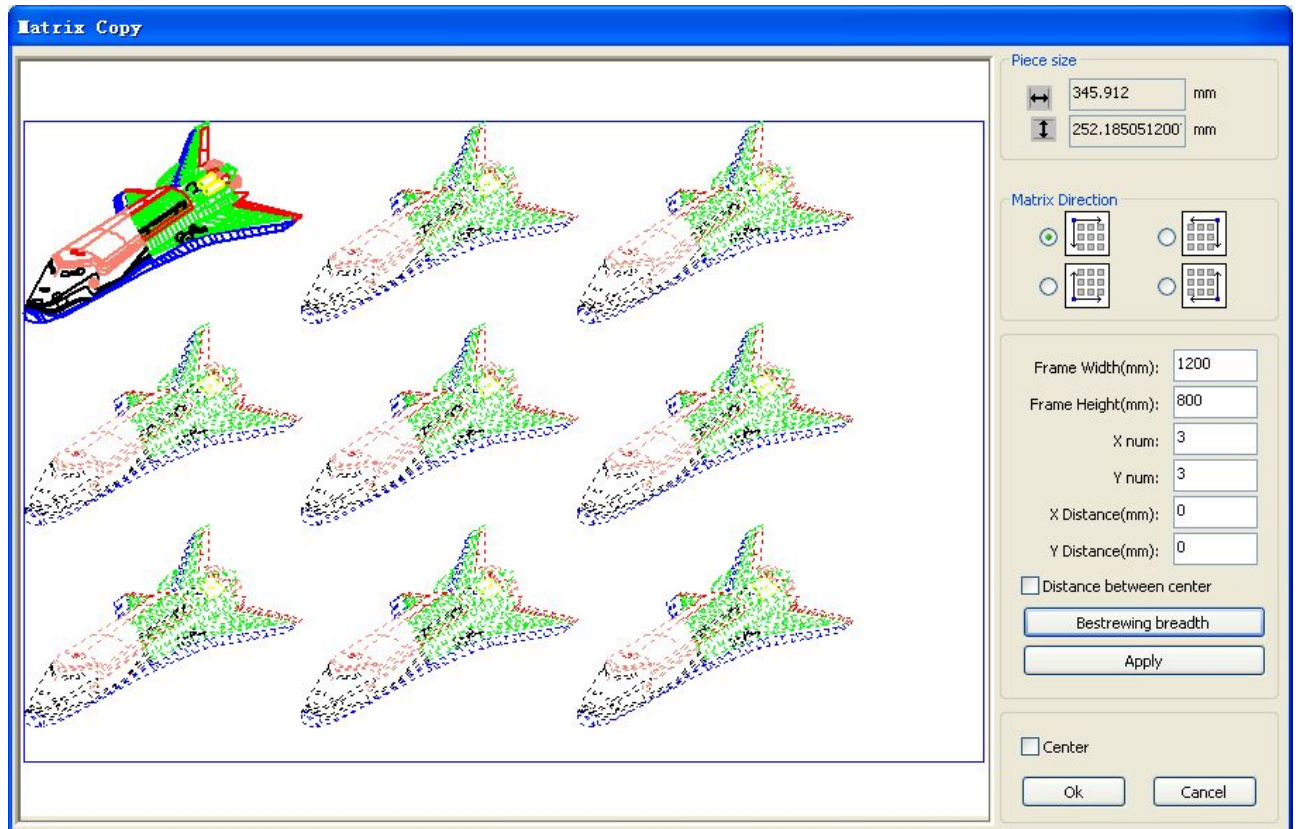 Matrix Copy
Piece size
345.912 mm
252.185051200 mm
Matrix Direction
Frame Width(mm): 1200
Frame Height(mm): 800
X num: 3
Y num: 3
X Distance(mm): 0
Y Distance(mm): 0
Distance between center
Bestrewing breadth
Apply
Center
Ok Cancel